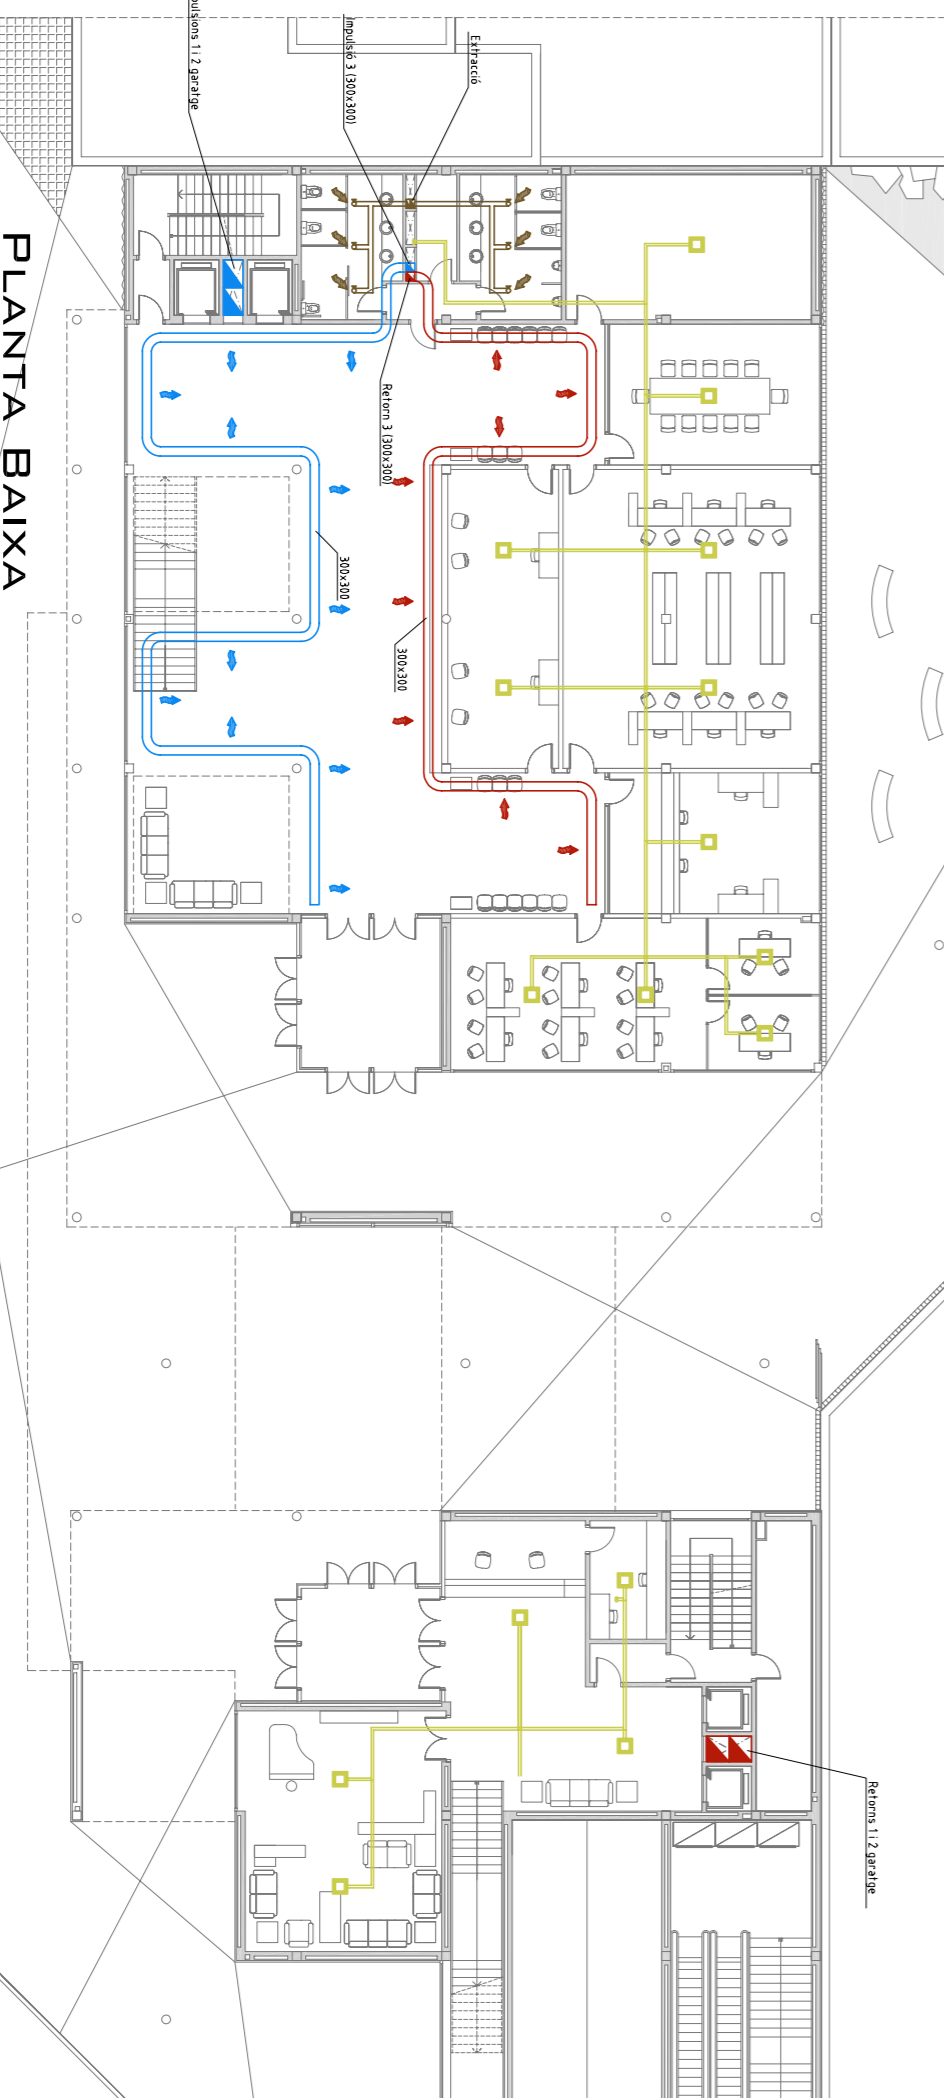 Impulsions 1 i 2 garatge
Impulsió 3 (300x300)
Extracció
Retorn 3 (300x300)
300x300
300x300
PLANTA BAIXA
Retorns 1 i 2 garatge